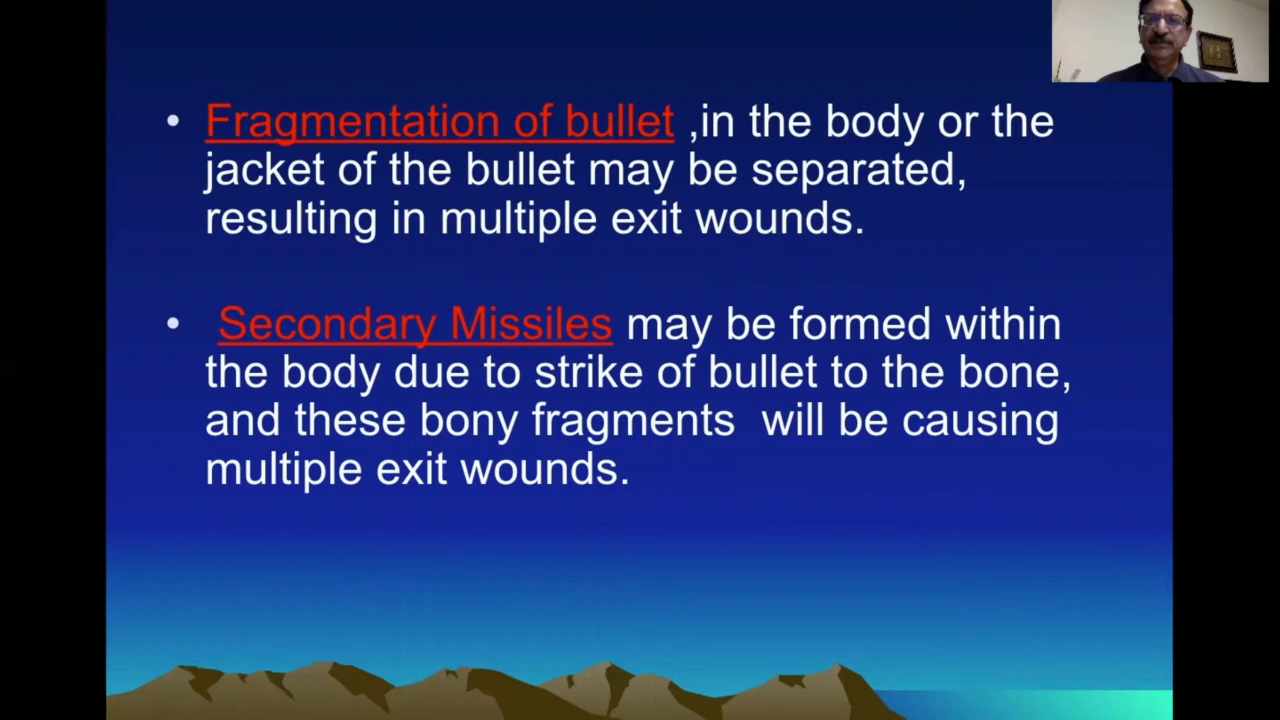 • Fragmentation of bullet ,in the body or the
jacket of the bullet may be separated,
resulting in multiple exit wounds.
• Secondary Missiles may be formed within
the body due to strike of bullet to the bone,
and these bony fragments  will be causing
multiple exit wounds.